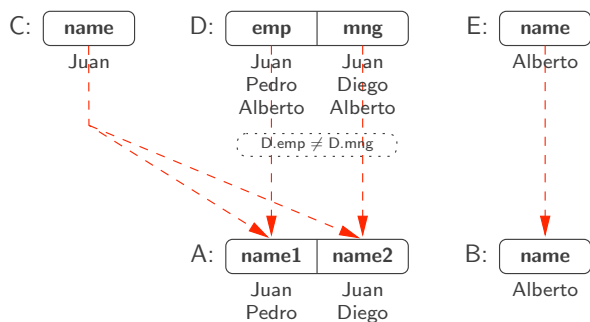 C: name D: emp mng E: name
Juan Juan Juan Alberto
Pedro Diego
Alberto Alberto
D.emp ≠ D.mng
A: name1 name2 B: name
Juan Juan Alberto
Pedro Diego